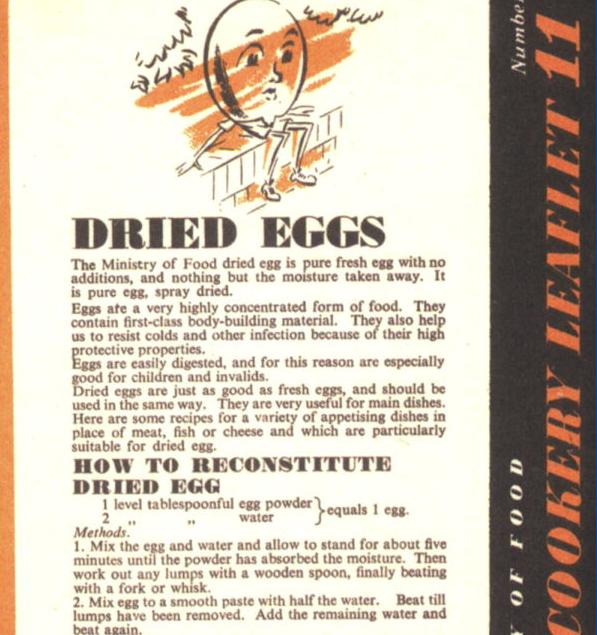 DRIED EGGS
The Ministry of Food dried egg is pure fresh egg with no
additions, and nothing but the moisture taken away. It
is pure egg, spray dried.
Eggs are a very highly concentrated form of food. They
contain first-class body-building material. They also help
us to resist colds and other infection because of their high
protective properties.
Eggs are easily digested, and for this reason are especially
good for children and invalids.
Dried eggs are just as good as fresh eggs, and should be
used in the same way. They are very useful for main dishes.
Here are some recipes for a variety of appetising dishes in
place of meat, fish or cheese and which are particularly
suitable for dried egg.
HOW TO RECONSTITUTE
DRIED EGG
1 level tablespoonful egg powder } equals 1 egg.
2 „ „ water
Methods.
1. Mix the egg and water and allow to stand for about five
minutes until the powder has absorbed the moisture. Then
work out any lumps with a wooden spoon, finally beating
with a fork or whisk.
2. Mix egg to a smooth paste with half the water. Beat till
lumps have been removed. Add the remaining water and
beat again.
Number
COOKERY LEAFLET 11
Y OF FOOD